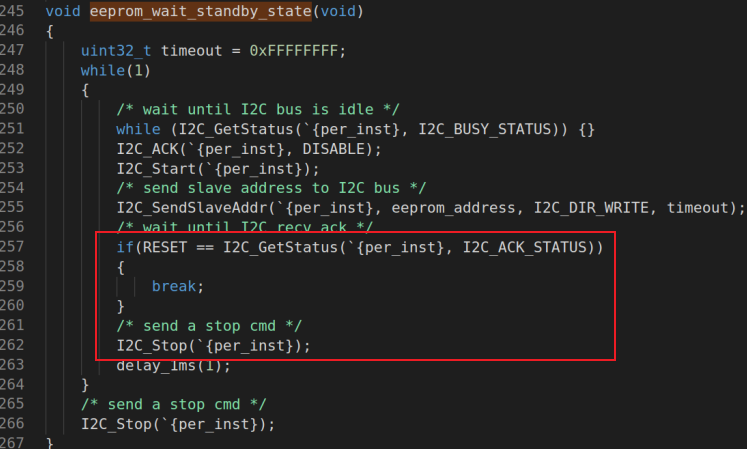 245 void eeprom_wait_standby_state(void)
246 {
247 uint32_t timeout = 0xFFFFFFFF;
248 while(1)
249 {
250 /* wait until I2C bus is idle */
251 while (I2C_GetStatus(`{per_inst}, I2C_BUSY_STATUS)) {}
252 I2C_ACK(`{per_inst}, DISABLE);
253 I2C_Start(`{per_inst});
254 /* send slave address to I2C bus */
255 I2C_SendSlaveAddr(`{per_inst}, eeprom_address, I2C_DIR_WRITE, timeout);
256 /* wait until I2C recv ack */
257 if(RESET == I2C_GetStatus(`{per_inst}, I2C_ACK_STATUS))
258 {
259 break;
260 }
261 /* send a stop cmd */
262 I2C_Stop(`{per_inst});
263 delay_1ms(1);
264 }
265 /* send a stop cmd */
266 I2C_Stop(`{per_inst});
267 }